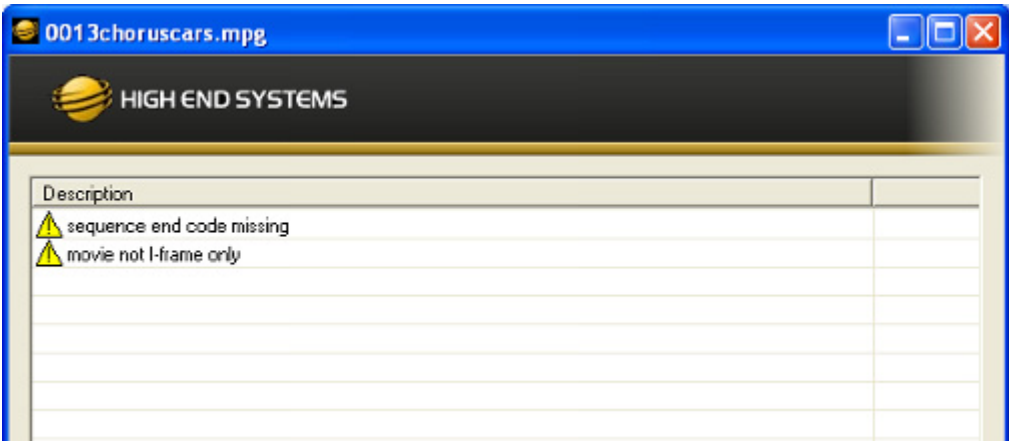 0013choruscars.mpg
HIGH END SYSTEMS
Description
sequence end code missing
movie not I-frame only